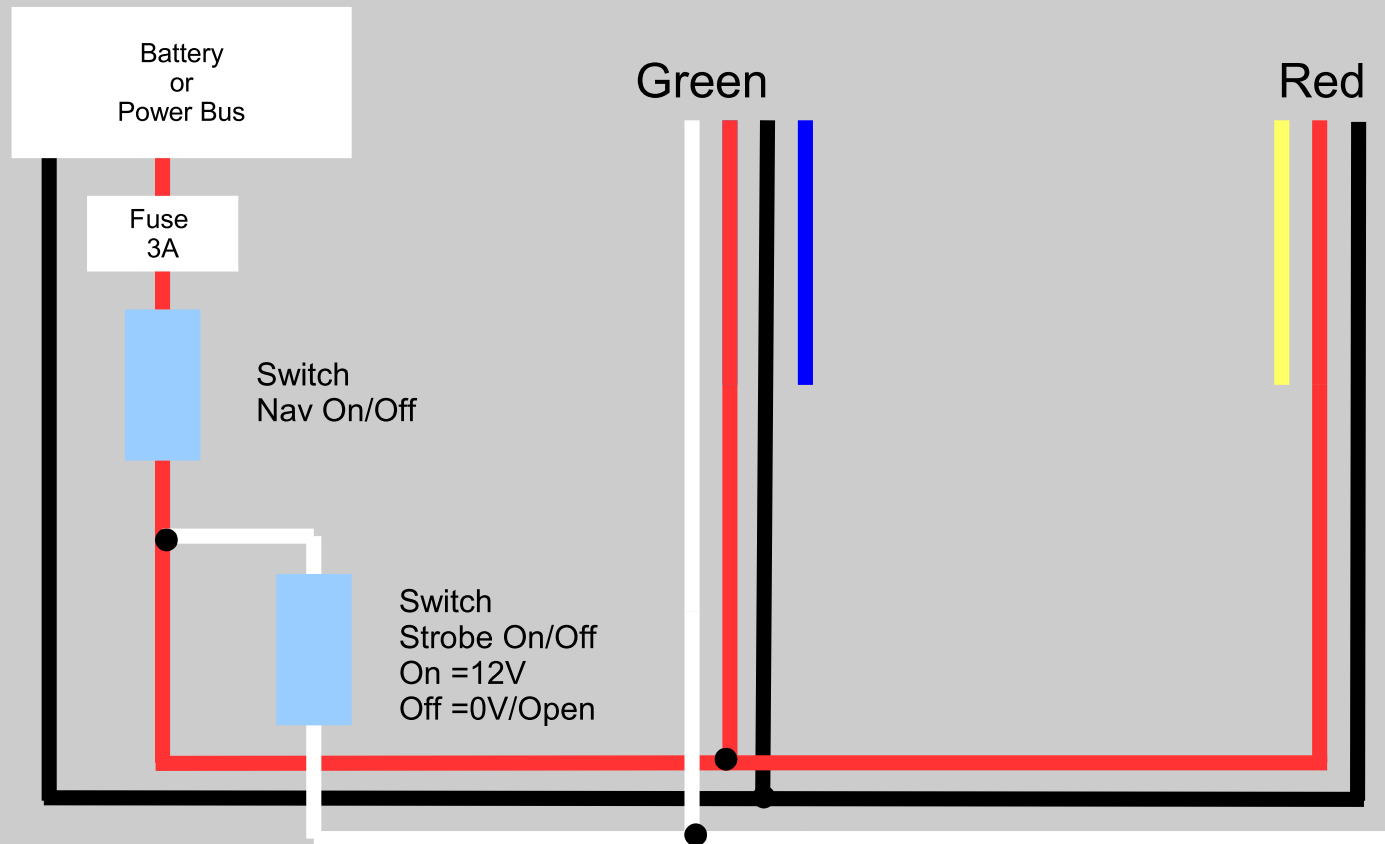 Battery
or
Power Bus
Fuse
3A
Switch
Nav On/Off
Switch
Strobe On/Off
On =12V
Off =0V/Open
Green
Red